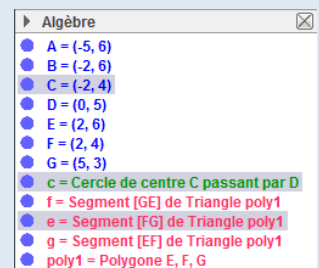 Algèbre
A = (-5, 6)
B = (-2, 6)
C = (-2, 4)
D = (0, 5)
E = (2, 6)
F = (2, 4)
G = (5, 3)
c = Cercle de centre C passant par D
f = Segment [GE] de Triangle poly1
e = Segment [FG] de Triangle poly1
g = Segment [EF] de Triangle poly1
poly1 = Polygone E, F, G